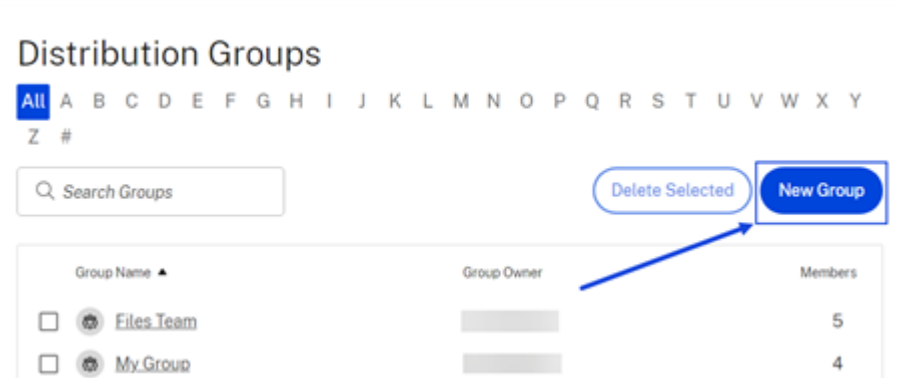 Distribution Groups
All A B C D E F G H I J K L M N O P Q R S T U V W X Y
Z #
Search Groups Delete Selected New Group
Group Name ▲ Group Owner Members
Files Team 5
My Group 4